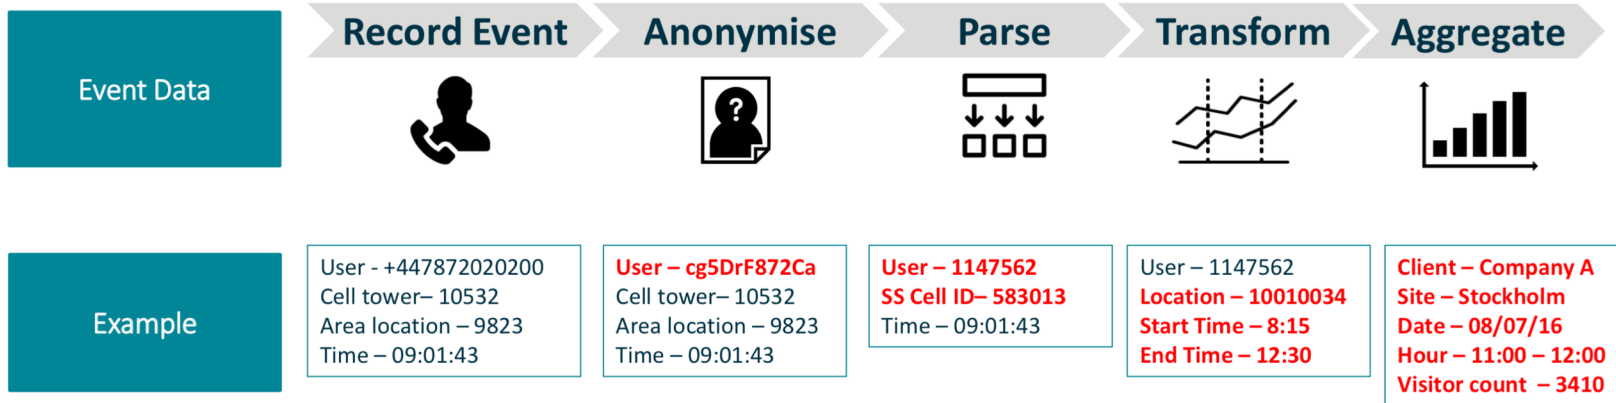 Record Event
Anonymise
Parse
Transform
Aggregate
Event Data
?
Example
User - +447872020200
Cell tower– 10532
Area location – 9823
Time – 09:01:43
User – cg5DrF872Ca
Cell tower– 10532
Area location – 9823
Time – 09:01:43
User – 1147562
SS Cell ID– 583013
Time – 09:01:43
User – 1147562
Location – 10010034
Start Time – 8:15
End Time – 12:30
Client – Company A
Site – Stockholm
Date – 08/07/16
Hour – 11:00 – 12:00
Visitor count – 3410